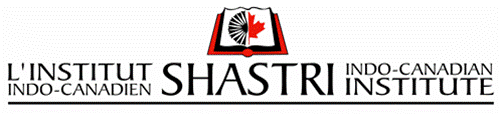 L'INSTITUT
INDO-CANADIEN
SHASTRI
INDO-CANADIAN
INSTITUTE